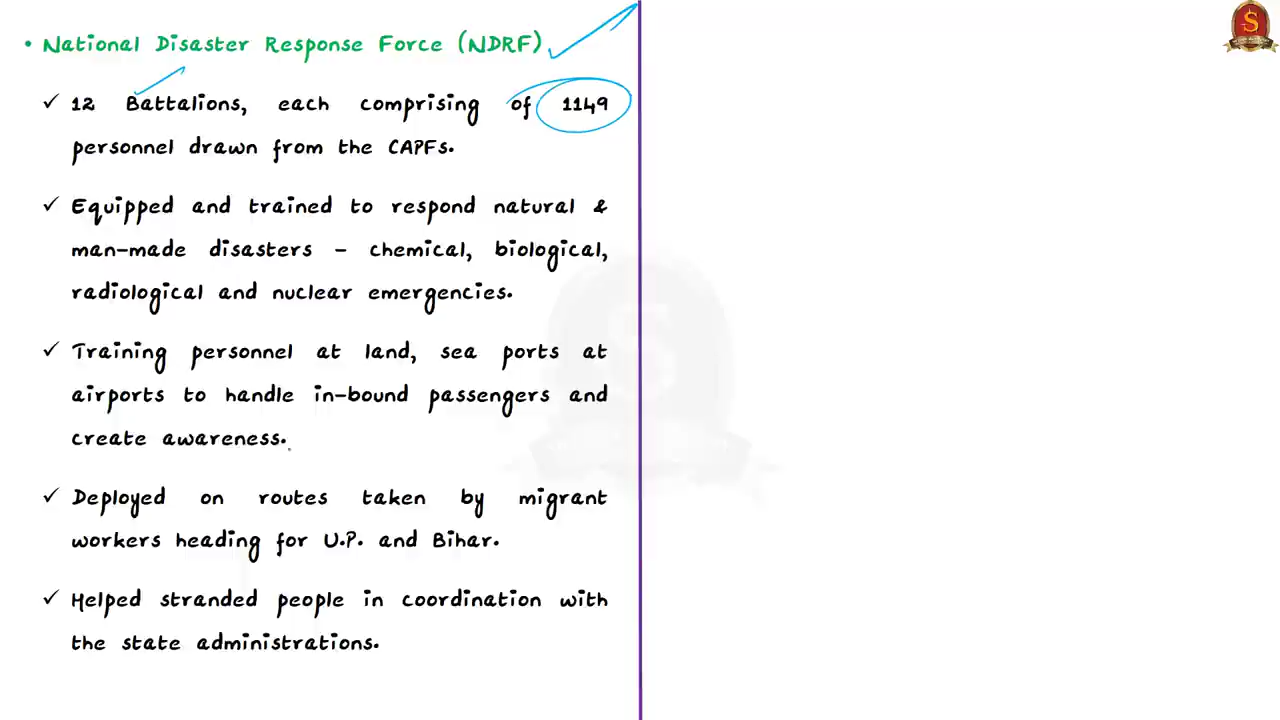 • National Disaster Response Force (NDRF)
✓ 12 Battalions, each comprising of 1149
personnel drawn from the CAPFs.
✓ Equipped and trained to respond natural &
man-made disasters - chemical, biological,
radiological and nuclear emergencies.
✓ Training personnel at land, sea ports at
airports to handle in-bound passengers and
create awareness.
✓ Deployed on routes taken by migrant
workers heading for U.P. and Bihar.
✓ Helped stranded people in coordination with
the state administrations.
S